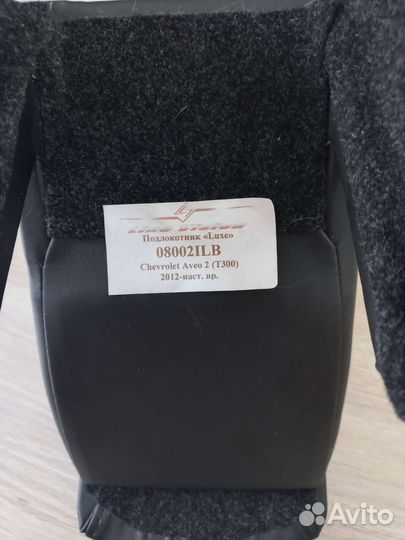 Подлокотник «Luxe»
08002ILB
Chevrolet Aveo 2 (T300)
2012-наст. вр.
Avito